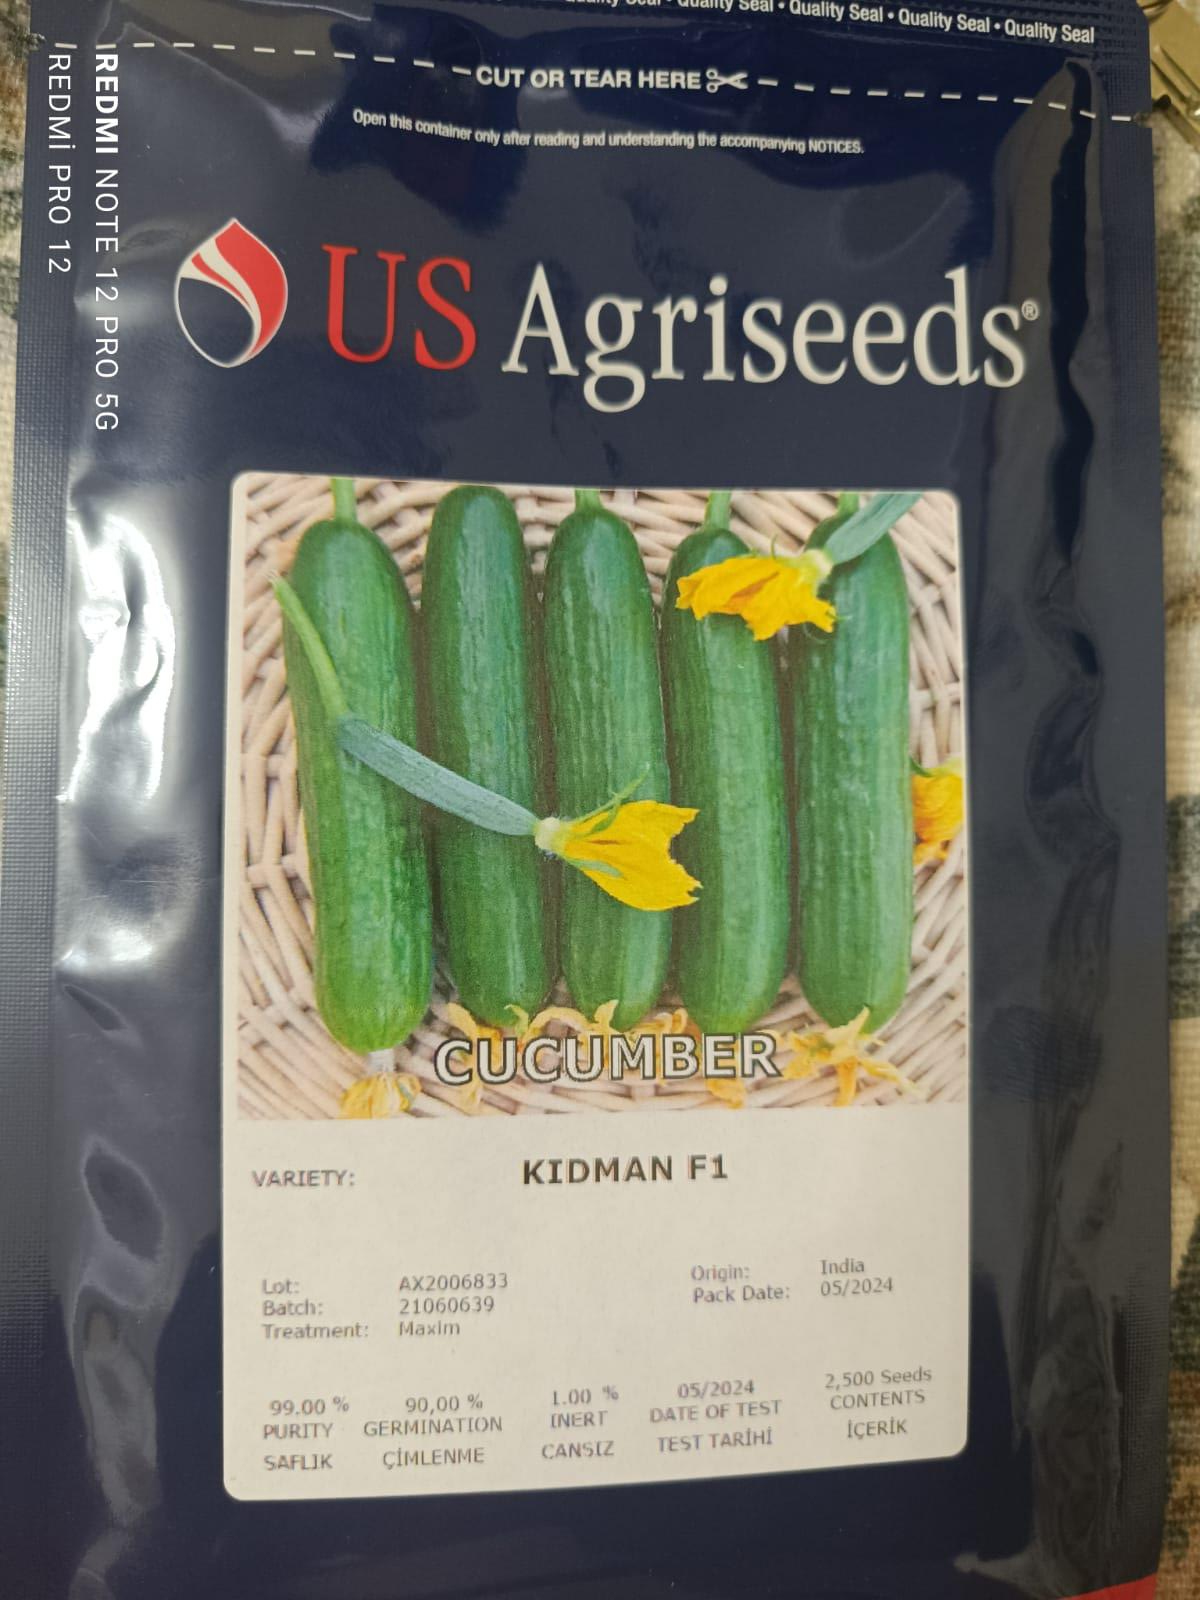 Quality Seal • Quality Seal • Quality Seal • Quality Seal
CUT OR TEAR HERE
Open this container only after reading and understanding the accompanying NOTICES.
REDMI NOTE 12 PRO 5G
REDMİ PRO 12
US Agriseeds®
CUCUMBER
VARIETY: KIDMAN F1
Lot: AX2006833
Batch: 21060639
Treatment: Maxim
Origin: India
Pack Date: 05/2024
99.00 % 90,00 % 1.00 % 05/2024 2,500 Seeds
PURITY GERMINATION INERT DATE OF TEST CONTENTS
SAFLIK ÇİMLENME CANSIZ TEST TARİHİ İÇERİK